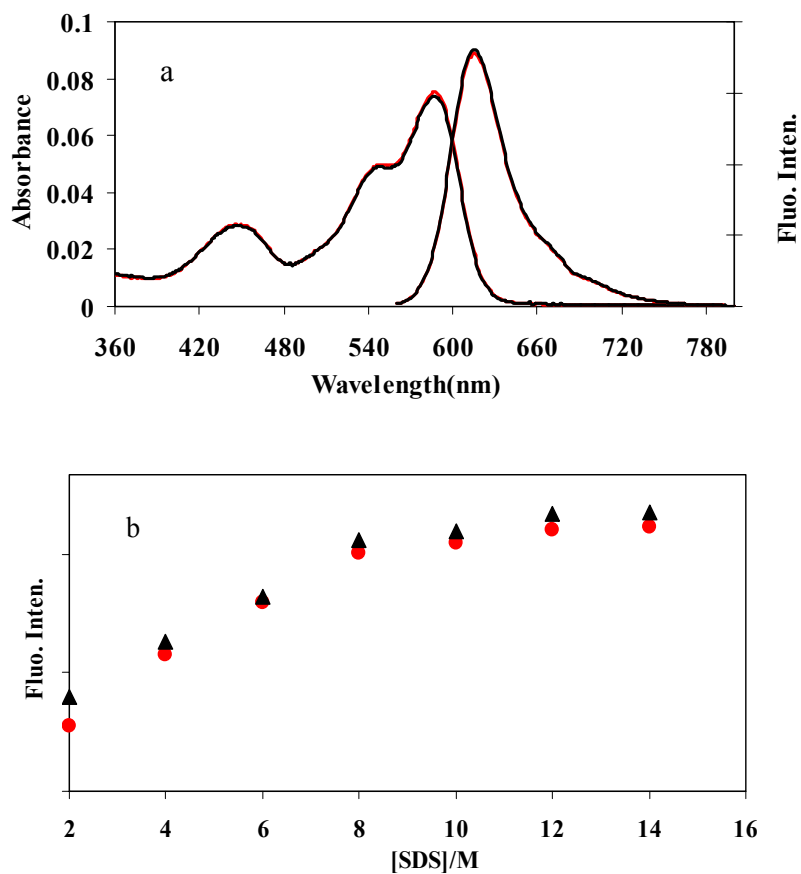 a
0.1
0.08
0.06
0.04
0.02
0
Absorbance
Fluo. Inten.
360 420 480 540 600 660 720 780
Wavelength(nm)
b
Fluo. Inten.
2 4 6 8 10 12 14 16
[SDS]/M